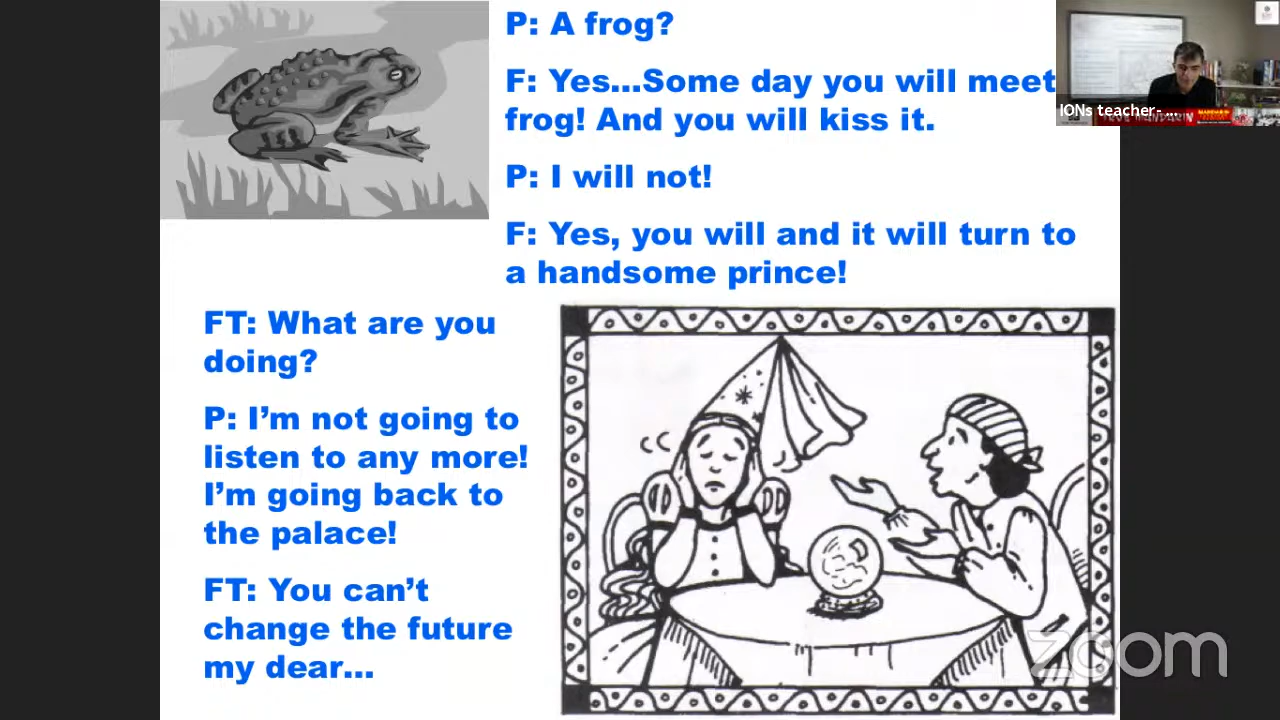 P: A frog?
F: Yes...Some day you will meet
frog! And you will kiss it.
P: I will not!
F: Yes, you will and it will turn to
a handsome prince!
FT: What are you
doing?
P: I’m not going to
listen to any more!
I’m going back to
the palace!
FT: You can’t
change the future
my dear...
IONs teacher- ...
zoom